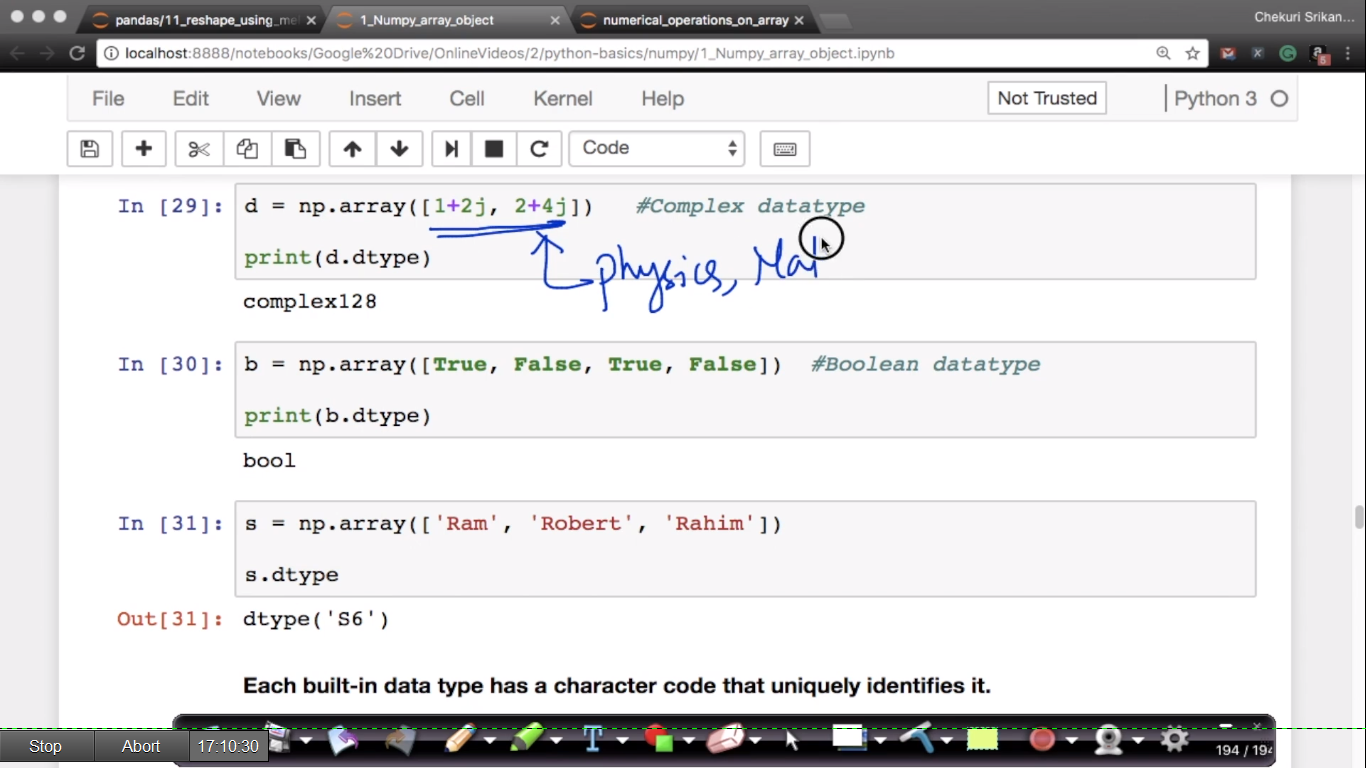 pandas/11_reshape_using_me
1_Numpy_array_object
numerical_operations_on_array
Chekuri Srikan...
localhost:8888/notebooks/Google%20Drive/OnlineVideos/2/python-basics/numpy/1_Numpy_array_object.ipynb
File Edit View Insert Cell Kernel Help Not Trusted Python 3
Code
In [29]: d = np.array([1+2j, 2+4j]) #Complex datatype
print(d.dtype)
physics, Mat
complex128
In [30]: b = np.array([True, False, True, False]) #Boolean datatype
print(b.dtype)
bool
In [31]: s = np.array(['Ram', 'Robert', 'Rahim'])
s.dtype
Out[31]: dtype('S6')
Each built-in data type has a character code that uniquely identifies it.
Stop Abort 17:10:30